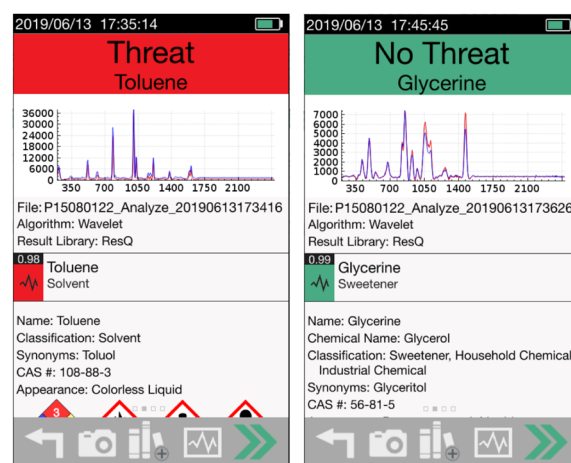 2019/06/13 17:35:14
Threat
Toluene
36000
30000
24000
18000
12000
6000
0
350 700 1050 1400 1750 2100
File: P15080122_Analyze_20190613173416
Algorithm: Wavelet
Result Library: ResQ
0.98
Toluene
Solvent
Name: Toluene
Classification: Solvent
Synonyms: Toluol
CAS #: 108-88-3
Appearance: Colorless Liquid
3
2019/06/13 17:45:45
No Threat
Glycerine
7000
6000
5000
4000
3000
2000
1000
0
350 700 1050 1400 1750 2100
File: P15080122_Analyze_20190613173626
Algorithm: Wavelet
Result Library: ResQ
0.99
Glycerine
Sweetener
Name: Glycerine
Chemical Name: Glycerol
Classification: Sweetener, Household Chemical
Industrial Chemical
Synonyms: Glyceritol
CAS #: 56-81-5